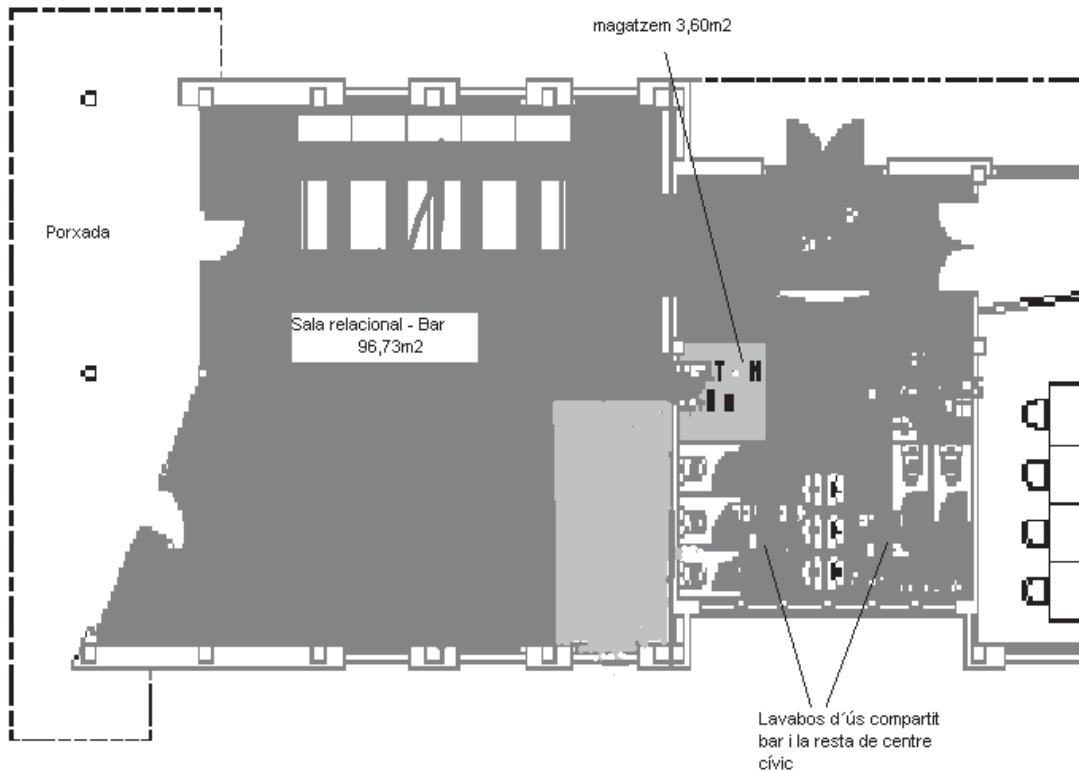 magatzem 3,60m2
Porxada
Sala relacional - Bar
96,73m2
Lavabos d´ús compartit
bar i la resta de centre
cívic